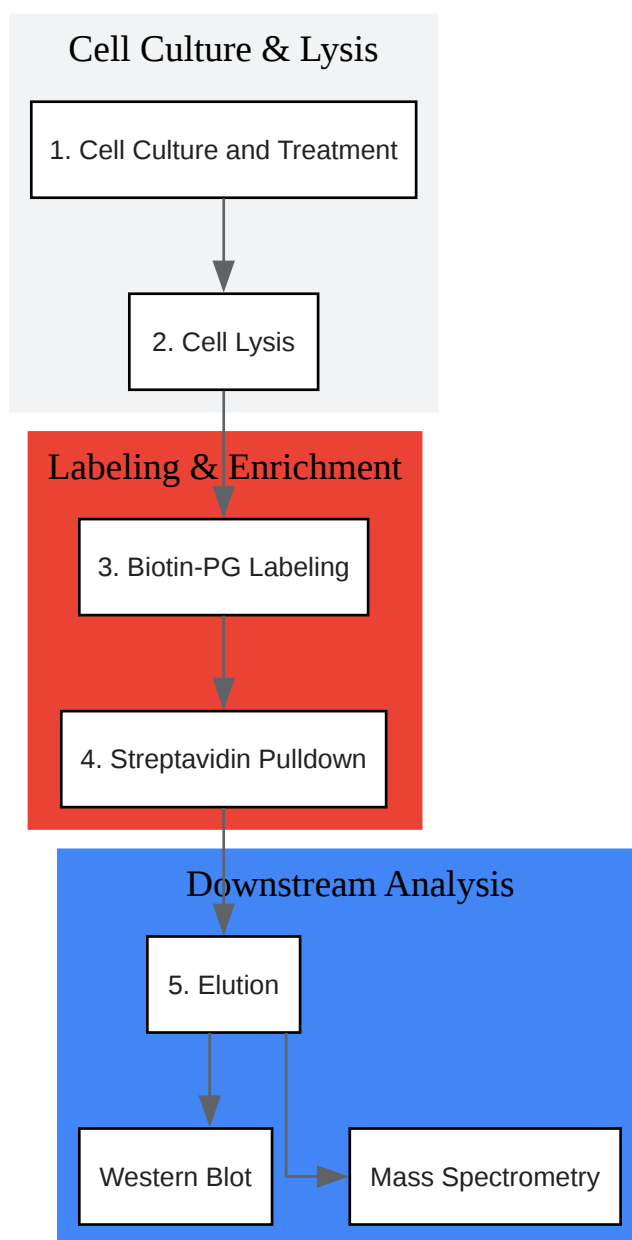 Cell Culture & Lysis
1. Cell Culture and Treatment
2. Cell Lysis
Labeling & Enrichment
3. Biotin-PG Labeling
4. Streptavidin Pulldown
Downstream Analysis
5. Elution
Western Blot
Mass Spectrometry